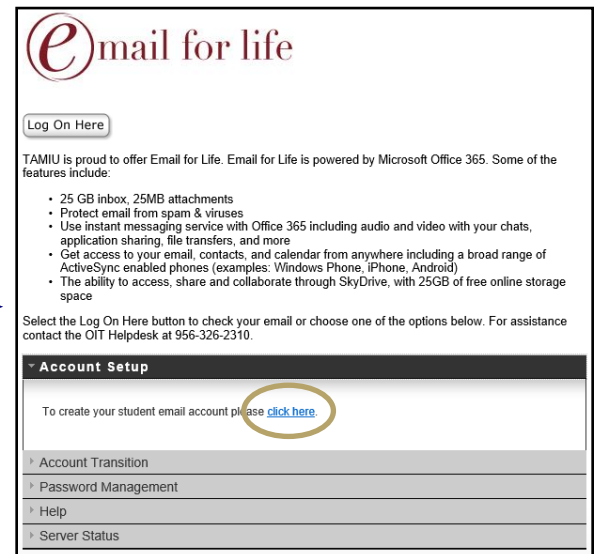 email for life
Log On Here
TAMIU is proud to offer Email for Life. Email for Life is powered by Microsoft Office 365. Some of the
features include:
• 25 GB inbox, 25MB attachments
• Protect email from spam & viruses
• Use instant messaging service with Office 365 including audio and video with your chats,
application sharing, file transfers, and more
• Get access to your email, contacts, and calendar from anywhere including a broad range of
ActiveSync enabled phones (examples: Windows Phone, iPhone, Android)
• The ability to access, share and collaborate through SkyDrive, with 25GB of free online storage
space
Select the Log On Here button to check your email or choose one of the options below. For assistance
contact the OIT Helpdesk at 956-326-2310.
Account Setup
To create your student email account please click here.
Account Transition
Password Management
Help
Server Status